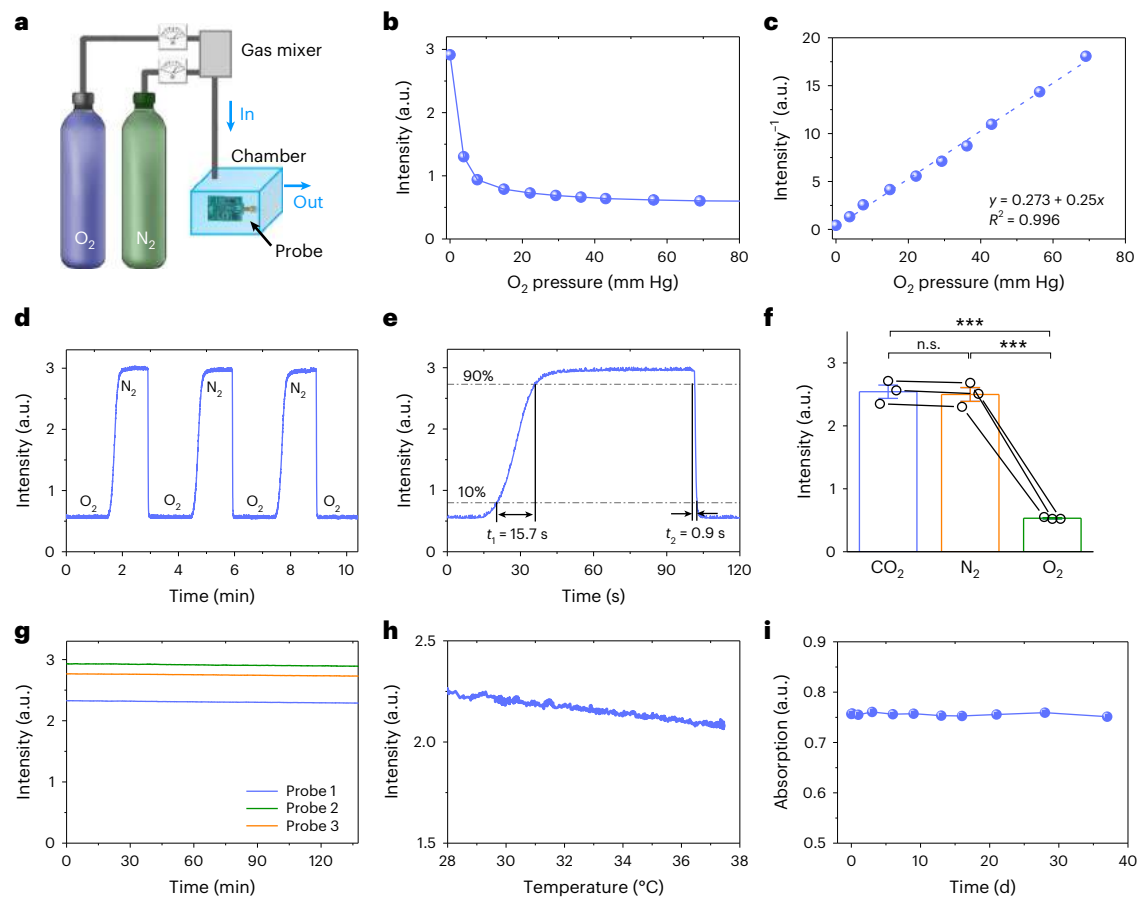 a
Gas mixer
In
Chamber
Out
O₂
N₂
Probe
b
3
2
1
0
Intensity (a.u.)
0 20 40 60 80
O₂ pressure (mm Hg)
c
20
15
10
5
0
Intensity⁻¹ (a.u.)
y = 0.273 + 0.25x
R² = 0.996
0 20 40 60 80
O₂ pressure (mm Hg)
d
3
2
1
0
Intensity (a.u.)
N₂ N₂ N₂
O₂ O₂ O₂ O₂
0 2 4 6 8 10
Time (min)
e
3
2
1
0
Intensity (a.u.)
90%
10%
t₁ = 15.7 s
t₂ = 0.9 s
0 30 60 90 120
Time (s)
f
***
n.s. ***
3
2
1
0
Intensity (a.u.)
CO₂ N₂ O₂
g
3
2
1
0
Intensity (a.u.)
Probe 1
Probe 2
Probe 3
0 30 60 90 120
Time (min)
h
2.5
2.0
1.5
Intensity (a.u.)
28 30 32 34 36 38
Temperature (°C)
i
0.9
0.8
0.7
0.6
0.5
Absorption (a.u.)
0 10 20 30 40
Time (d)